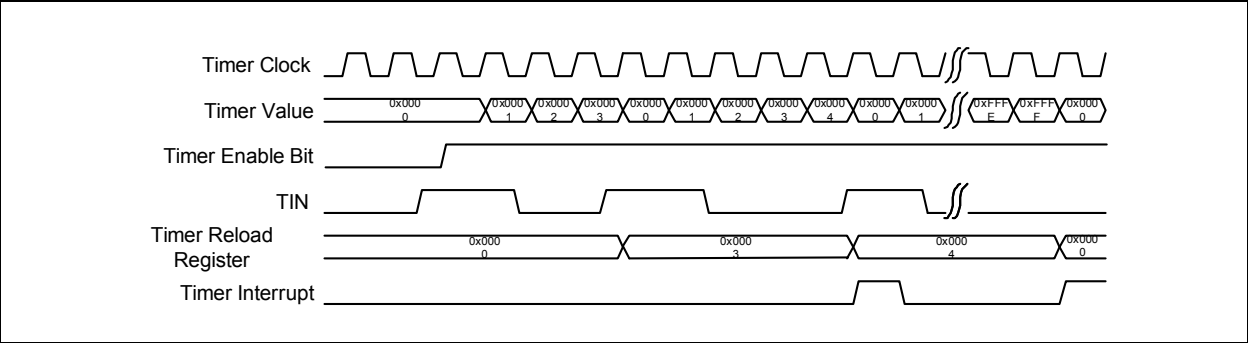 Timer Clock
Timer Value
0x000
0
0x000
1
0x000
2
0x000
3
0x000
0
0x000
1
0x000
2
0x000
3
0x000
4
0x000
0
0x000
1
0xFFF
E
0xFFF
F
0x000
0
Timer Enable Bit
TIN
Timer Reload
Register
0x000
0
0x000
3
0x000
4
0x000
0
Timer Interrupt